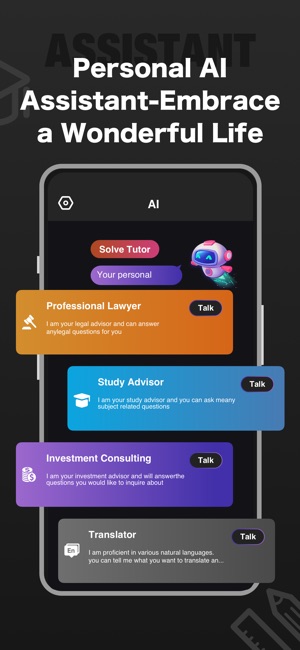 ASSISTANT
Personal AI
Assistant-Embrace
a Wonderful Life
AI
Solve Tutor
Your personal
Professional Lawyer
Talk
I am your legal advisor and can answer
anylegal questions for you
Study Advisor
Talk
I am your study advisor and you can ask meany
subject related questions
Investment Consulting
Talk
I am your investment advisor and will answerthe
questions you would like to inquire about
Translator
Talk
En
I am proficient in various natural languages.
you can tell me what you want to translate an...